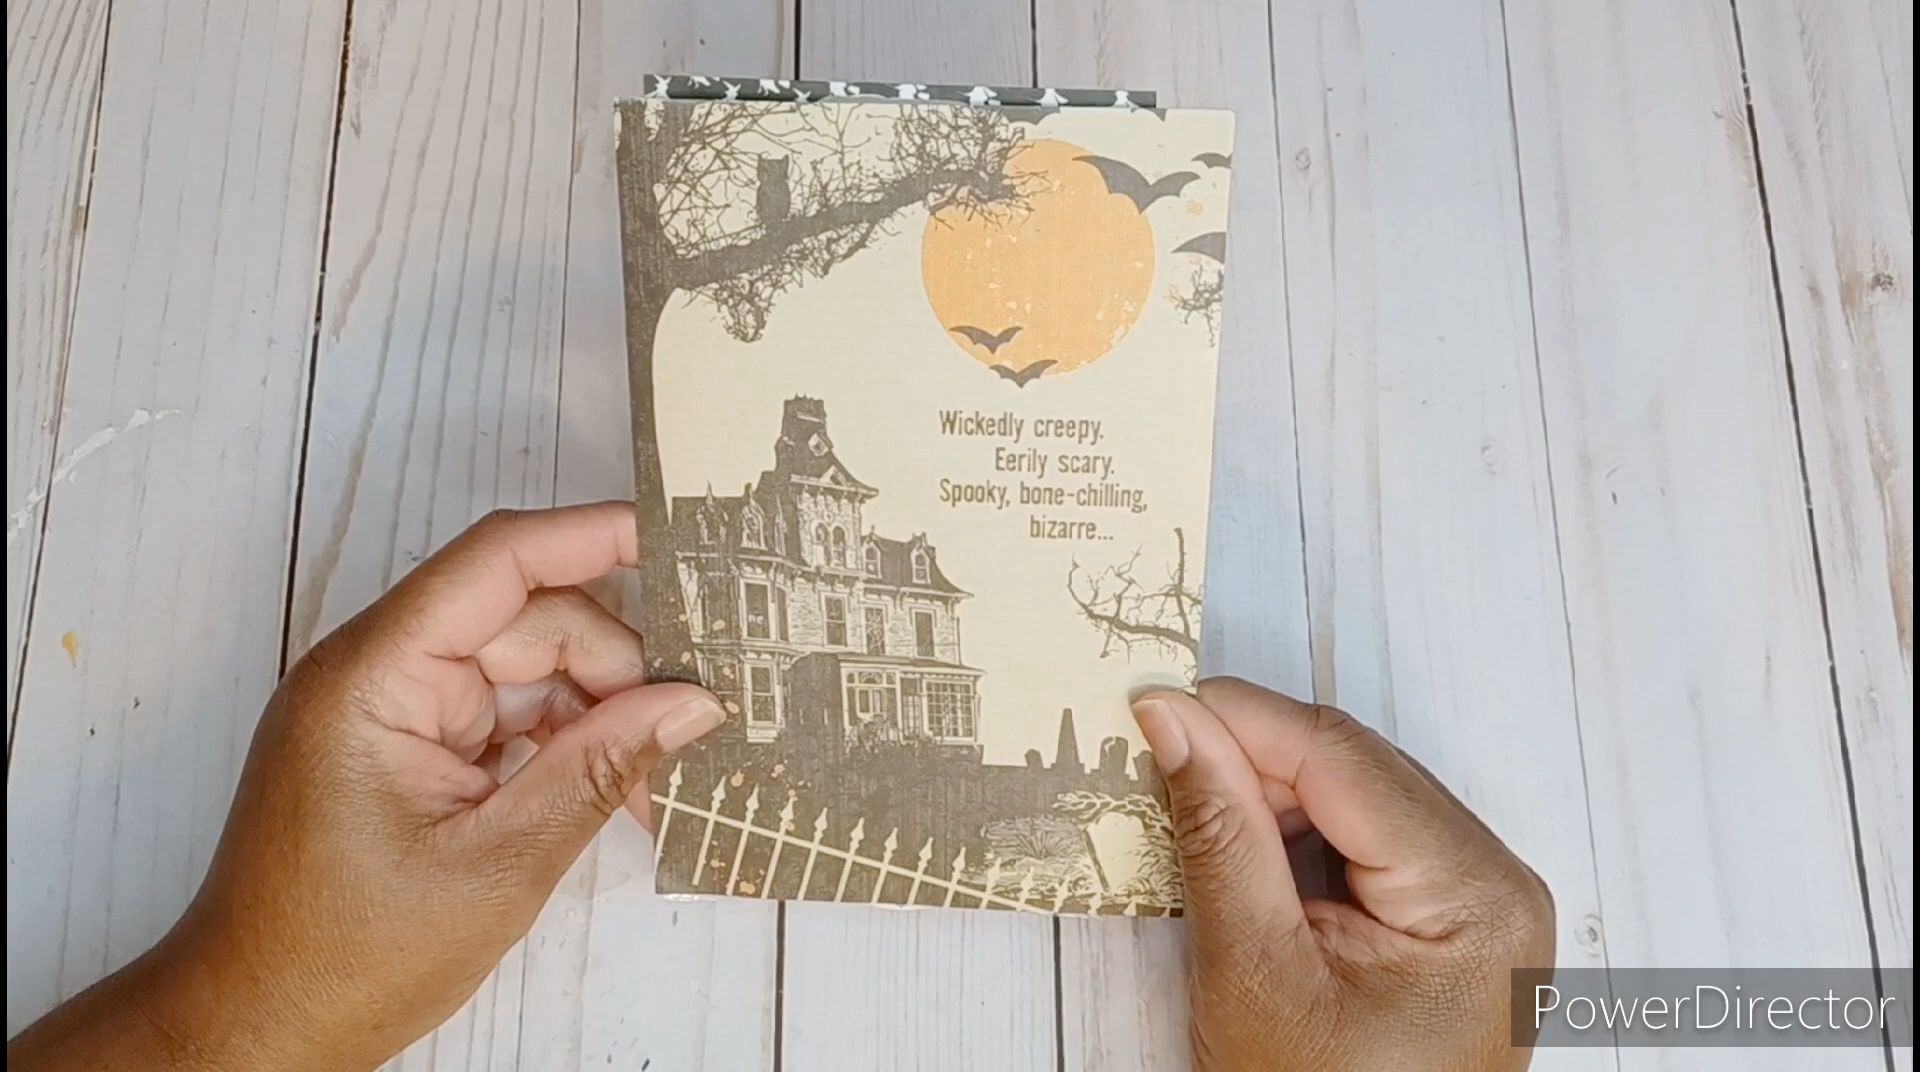 Wickedly creepy.
Eerily scary.
Spooky, bone-chilling,
bizarre...
PowerDirector